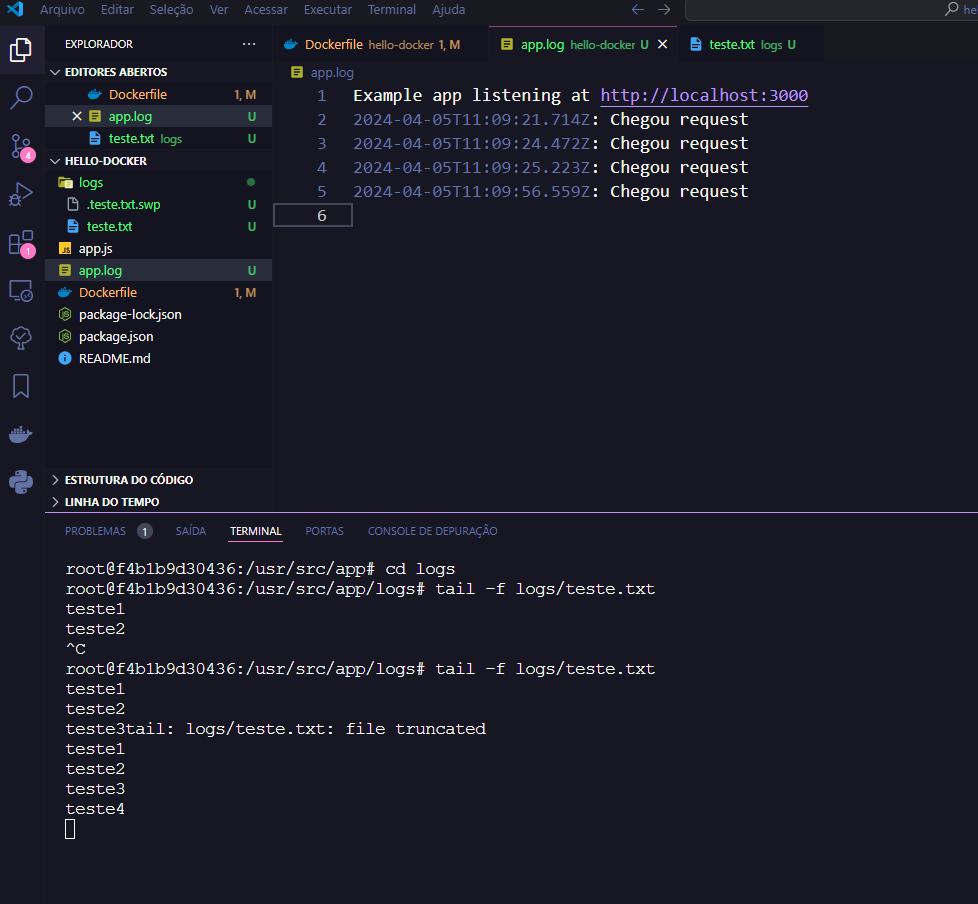 Arquivo Editar Seleção Ver Acessar Executar Terminal Ajuda he
EXPLORADOR ...
EDITORES ABERTOS
Dockerfile 1, M
app.log U
teste.txt logs U
HELLO-DOCKER
logs
.teste.txt.swp U
teste.txt U
app.js
app.log U
Dockerfile 1, M
package-lock.json
package.json
README.md
ESTRUTURA DO CÓDIGO
LINHA DO TEMPO
4
1
JS
Dockerfile hello-docker 1, M app.log hello-docker U teste.txt logs U
app.log
1 Example app listening at http://localhost:3000
2 2024-04-05T11:09:21.714Z: Chegou request
3 2024-04-05T11:09:24.472Z: Chegou request
4 2024-04-05T11:09:25.223Z: Chegou request
5 2024-04-05T11:09:56.559Z: Chegou request
6
PROBLEMAS 1 SAÍDA TERMINAL PORTAS CONSOLE DE DEPURAÇÃO
root@f4b1b9d30436:/usr/src/app# cd logs
root@f4b1b9d30436:/usr/src/app/logs# tail -f logs/teste.txt
teste1
teste2
^C
root@f4b1b9d30436:/usr/src/app/logs# tail -f logs/teste.txt
teste1
teste2
teste3tail: logs/teste.txt: file truncated
teste1
teste2
teste3
teste4